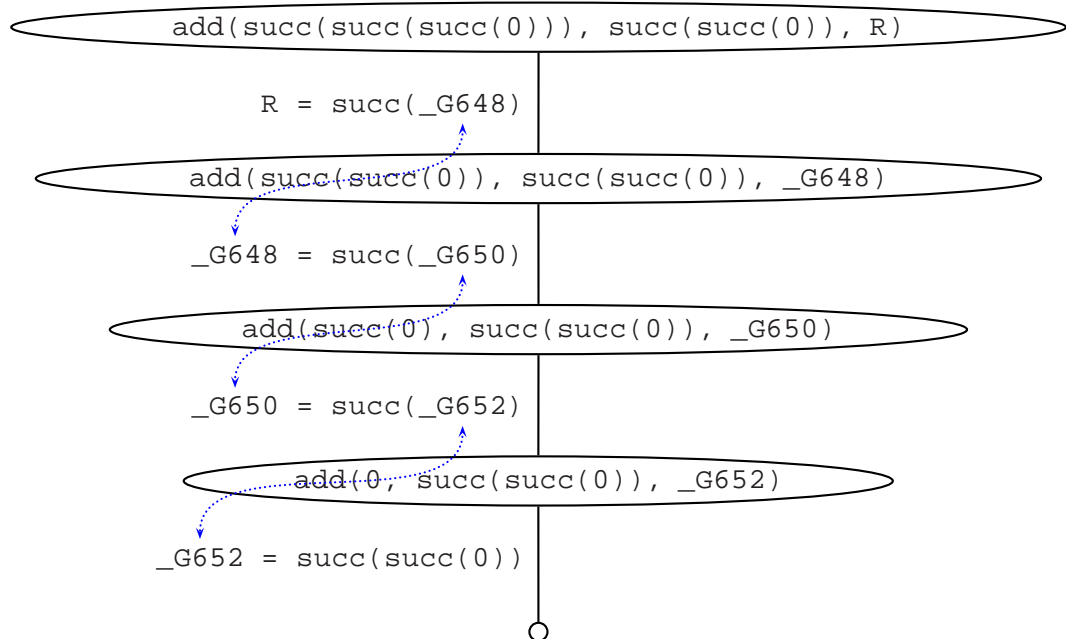 add(succ(succ(succ(0))), succ(succ(0)), R)
R = succ(_G648)
add(succ(succ(0)), succ(succ(0)), _G648)
_G648 = succ(_G650)
add(succ(0), succ(succ(0)), _G650)
_G650 = succ(_G652)
add(0, succ(succ(0)), _G652)
_G652 = succ(succ(0))